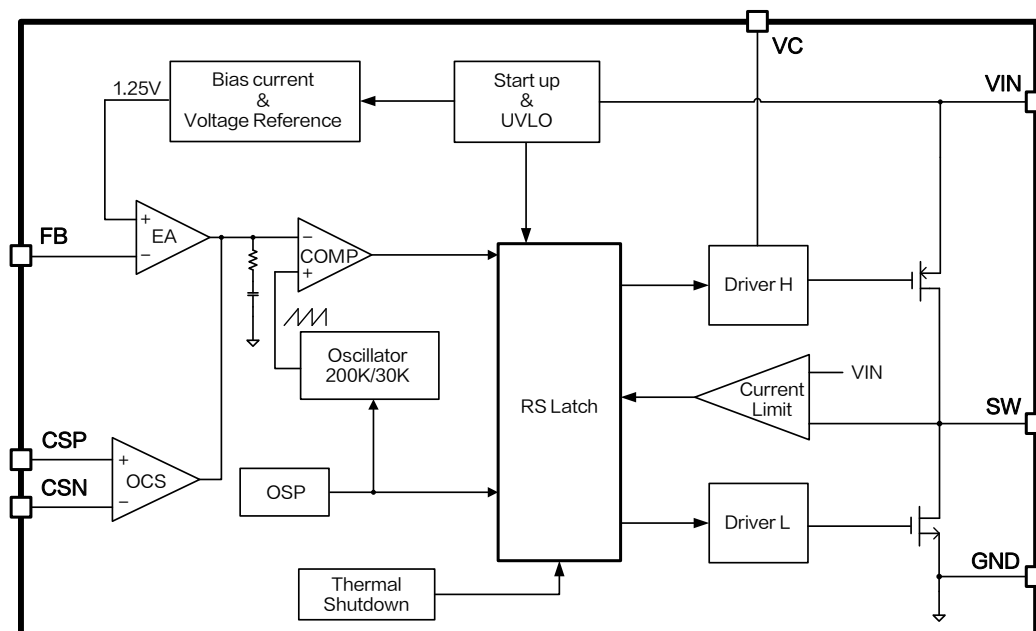 VC
1.25V
Bias current
&
Voltage Reference
Start up
&
UVLO
VIN
FB
+
EA
−
−
COMP
+
Driver H
Oscillator
200K/30K
RS Latch
VIN
Current
Limit
SW
CSP
+
OCS
CSN
−
OSP
Driver L
GND
Thermal
Shutdown